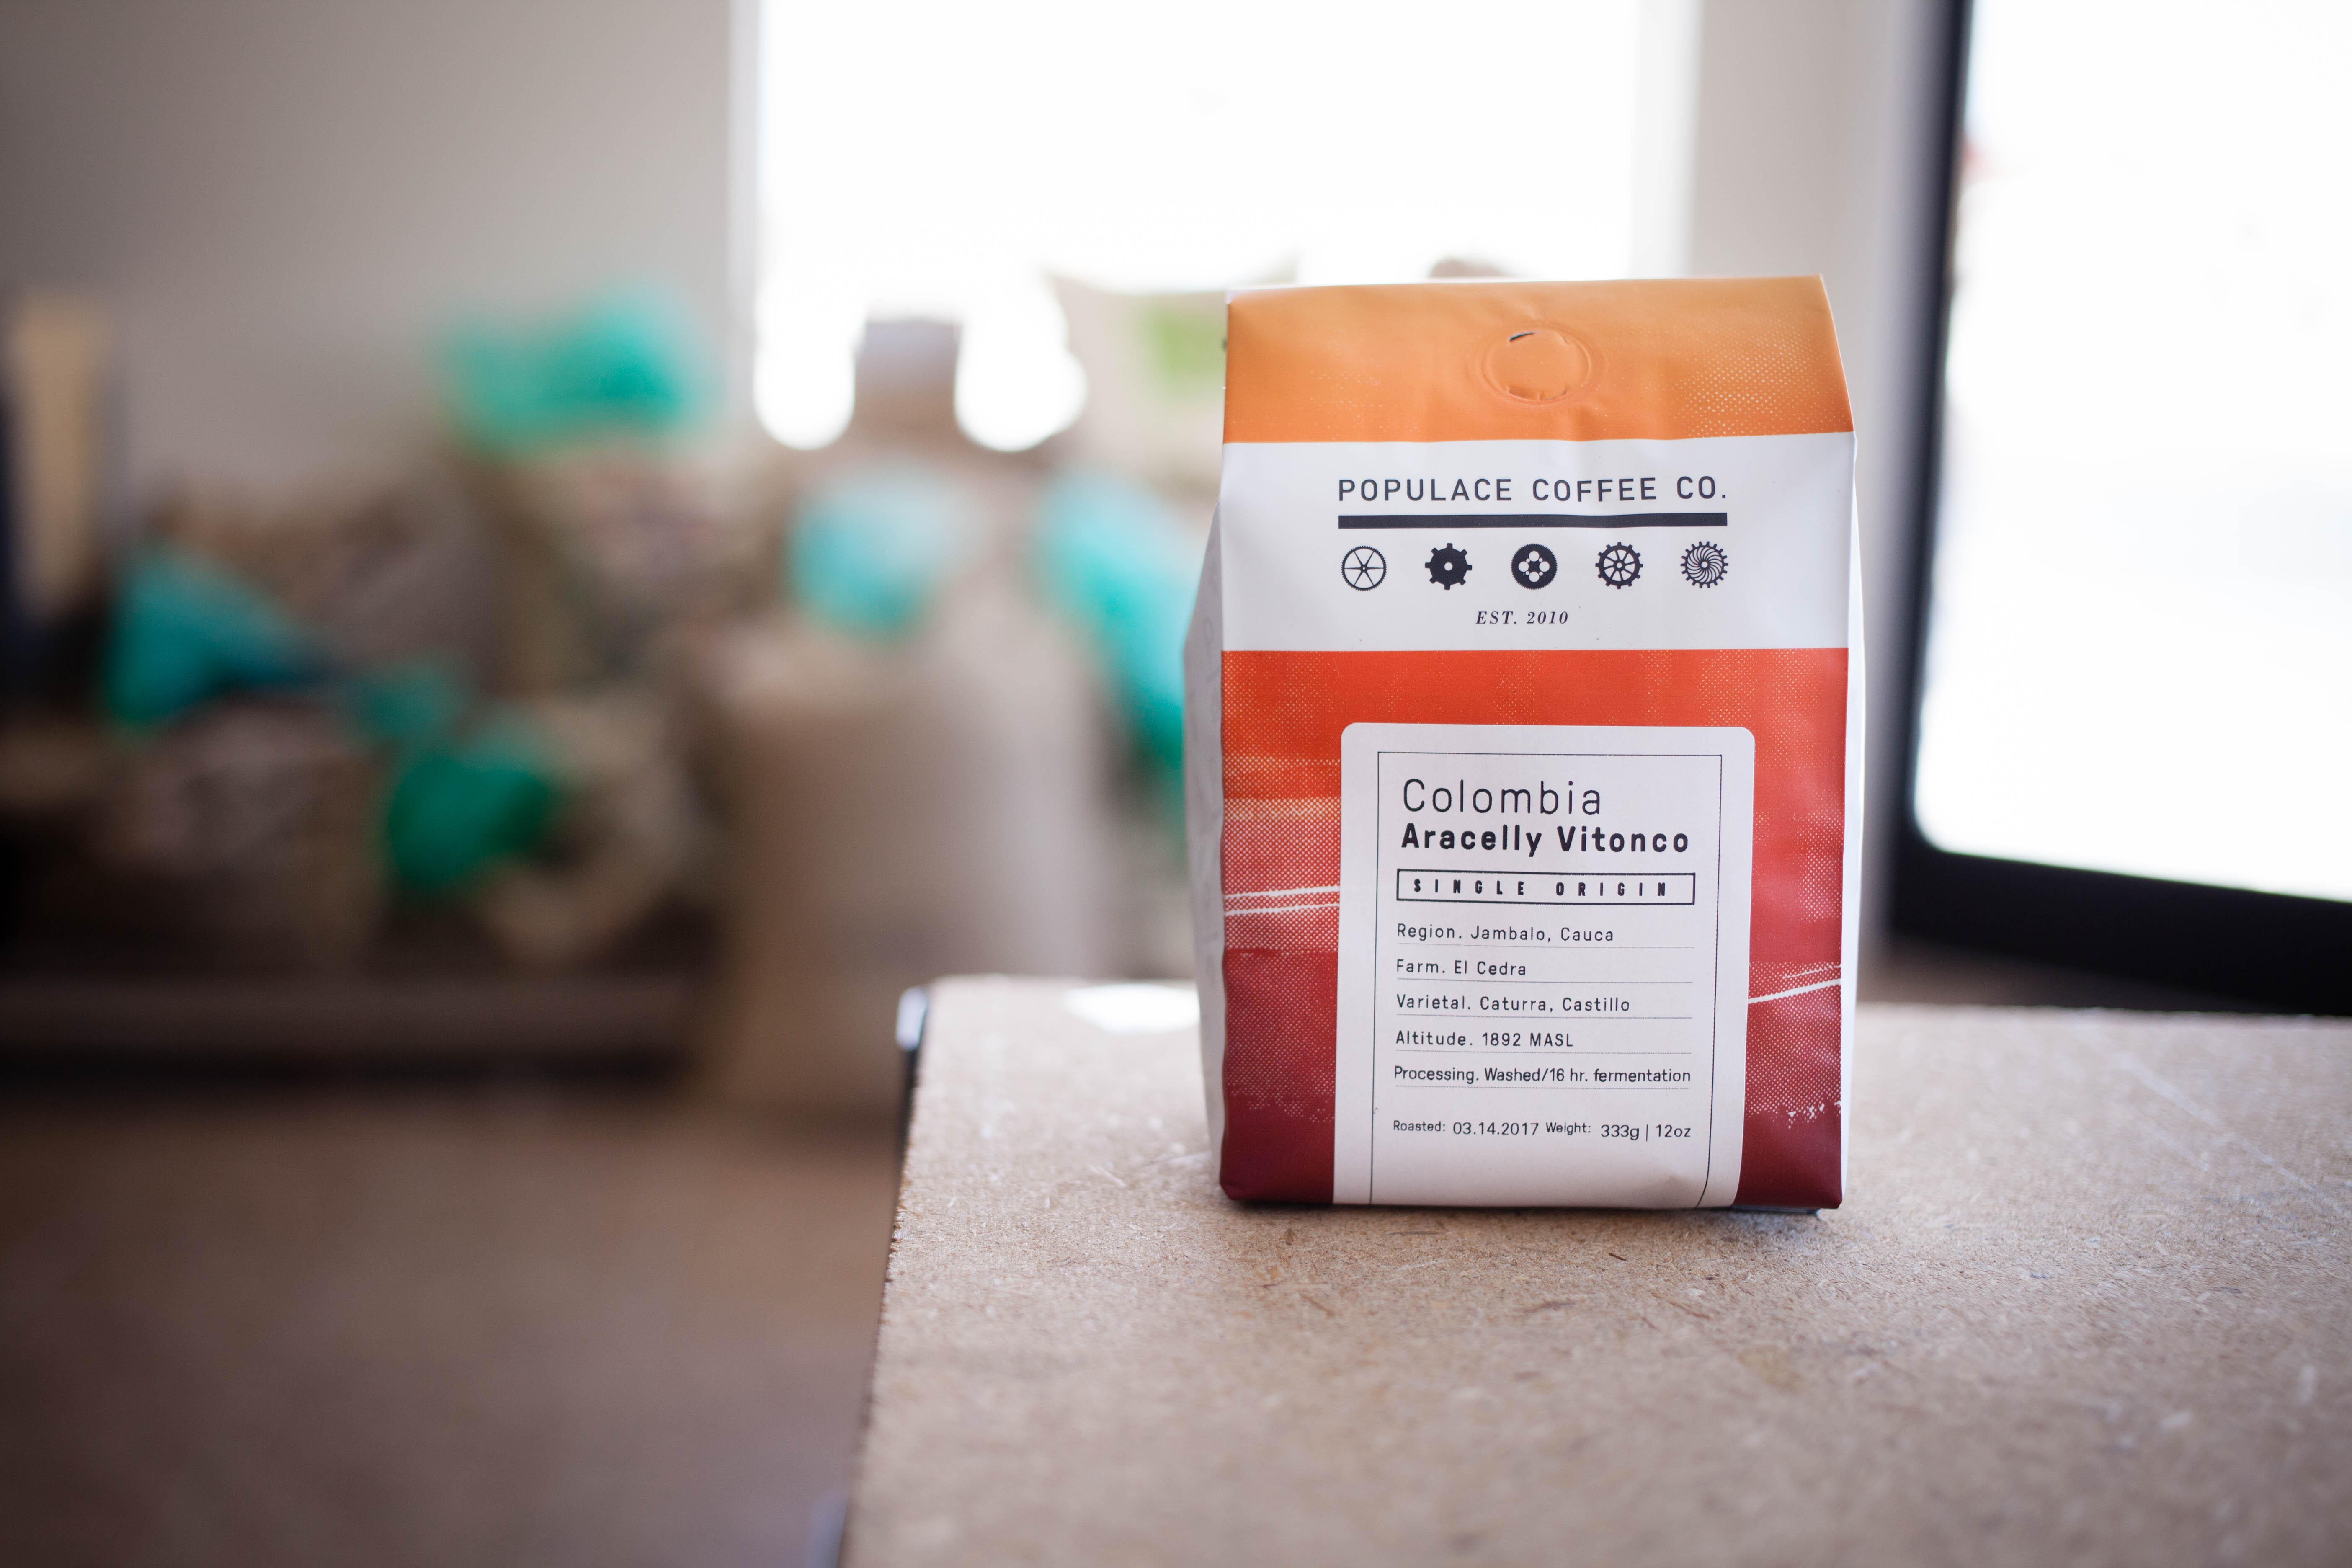 POPULACE COFFEE CO.
EST. 2010
Colombia
Aracelly Vitonco
SINGLE ORIGIN
Region. Jambalo, Cauca
Farm. El Cedra
Varietal. Caturra, Castillo
Altitude. 1892 MASL
Processing. Washed/16 hr. fermentation
Roasted: 03.14.2017 Weight: 333g | 12oz